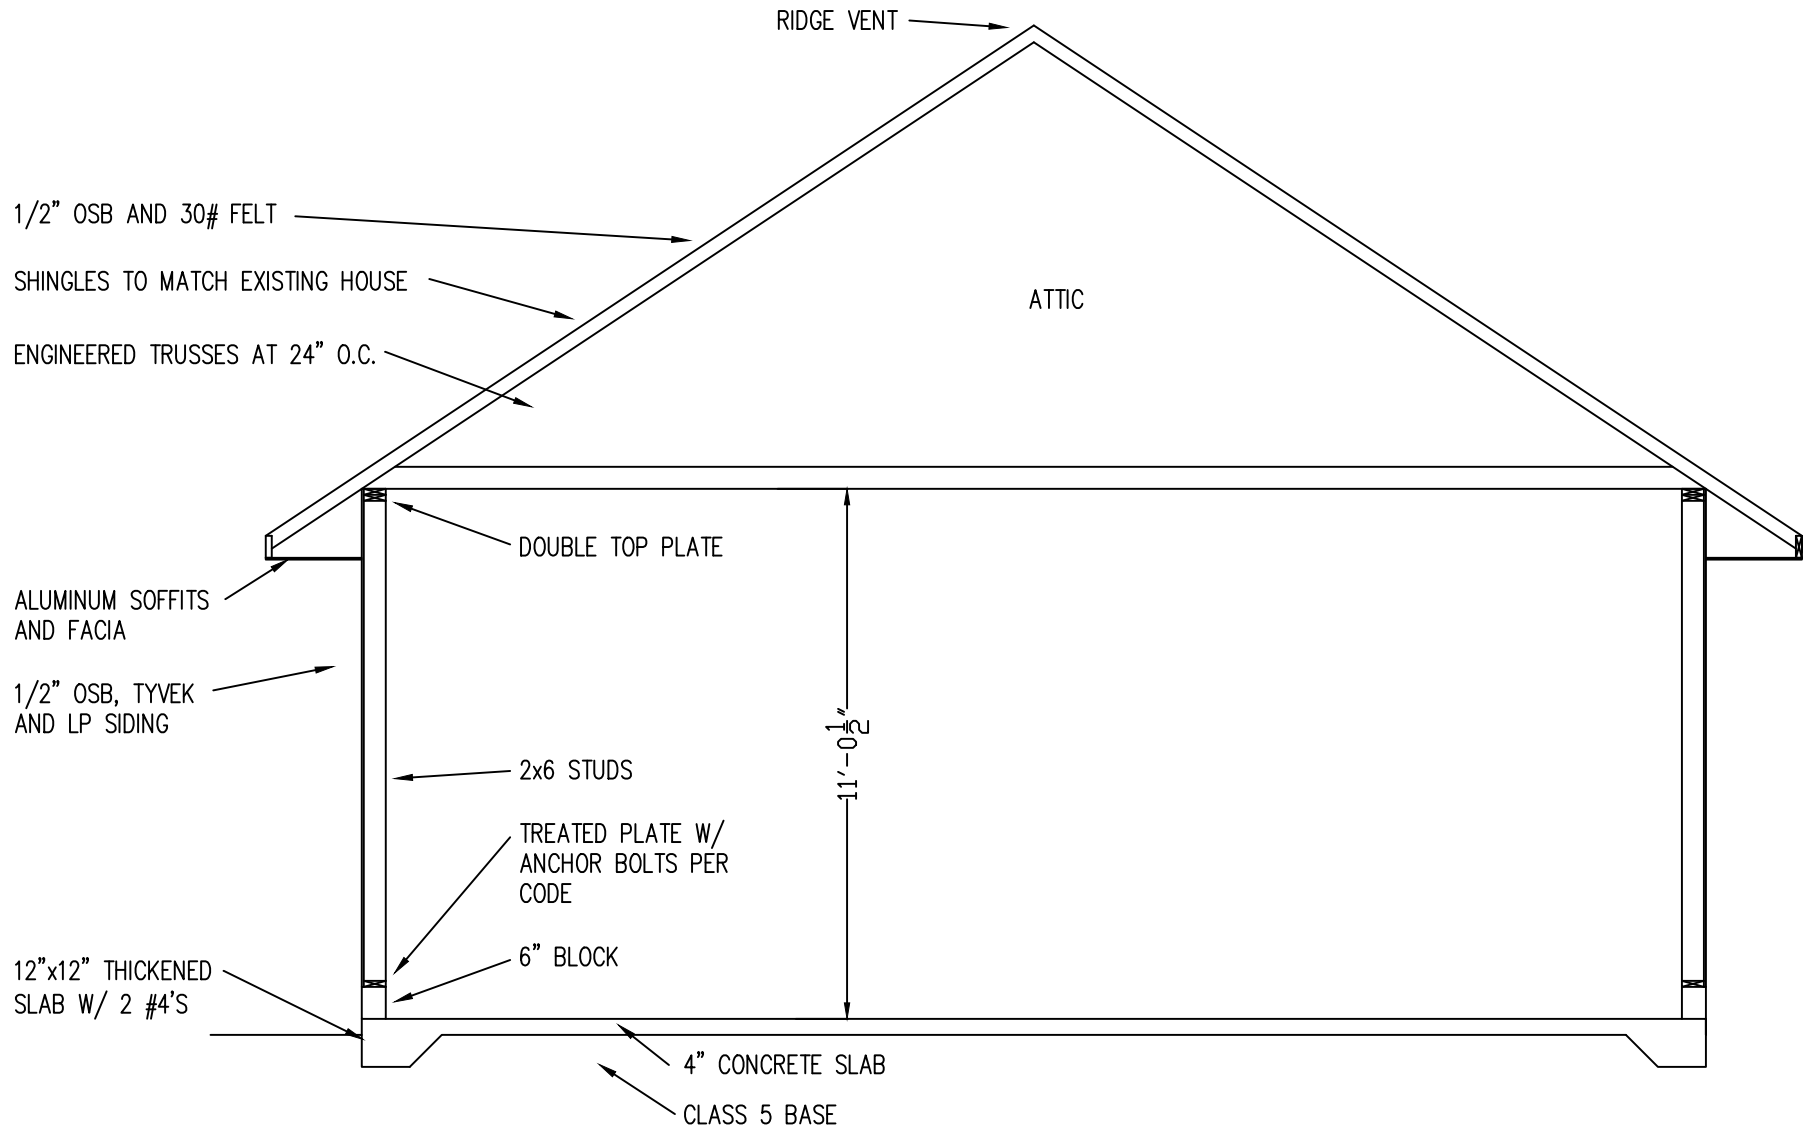 RIDGE VENT
1/2” OSB AND 30# FELT
SHINGLES TO MATCH EXISTING HOUSE
ATTIC
ENGINEERED TRUSSES AT 24” O.C.
DOUBLE TOP PLATE
ALUMINUM SOFFITS
AND FACIA
1/2” OSB, TYVEK
AND LP SIDING
11'-0 1/2"
2x6 STUDS
TREATED PLATE W/
ANCHOR BOLTS PER
CODE
6” BLOCK
12”x12” THICKENED
SLAB W/ 2 #4’S
4” CONCRETE SLAB
CLASS 5 BASE